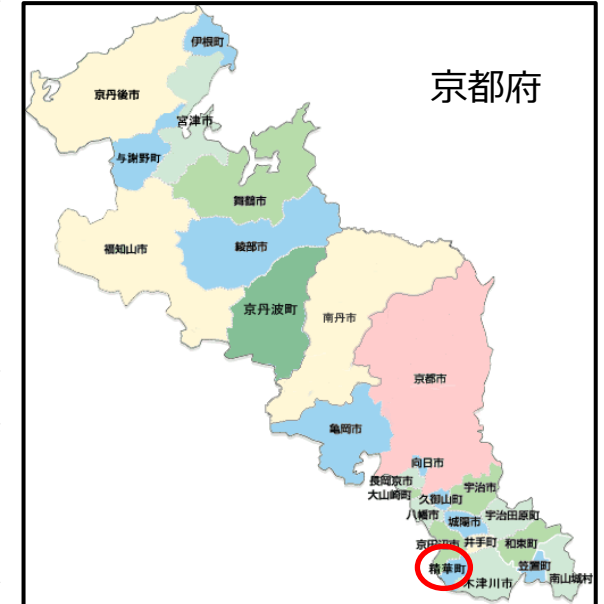 伊根町
京都府
京丹後市
宮津市
与謝野町
舞鶴市
綾部市
福知山市
京丹波町
南丹市
京都市
亀岡市
向日市
長岡京市
宇治市
大山崎町
久御山町
八幡市
宇治田原町
城陽市
京田辺市
井手町
和束町
精華町
笠置町
木津川市
南山城村